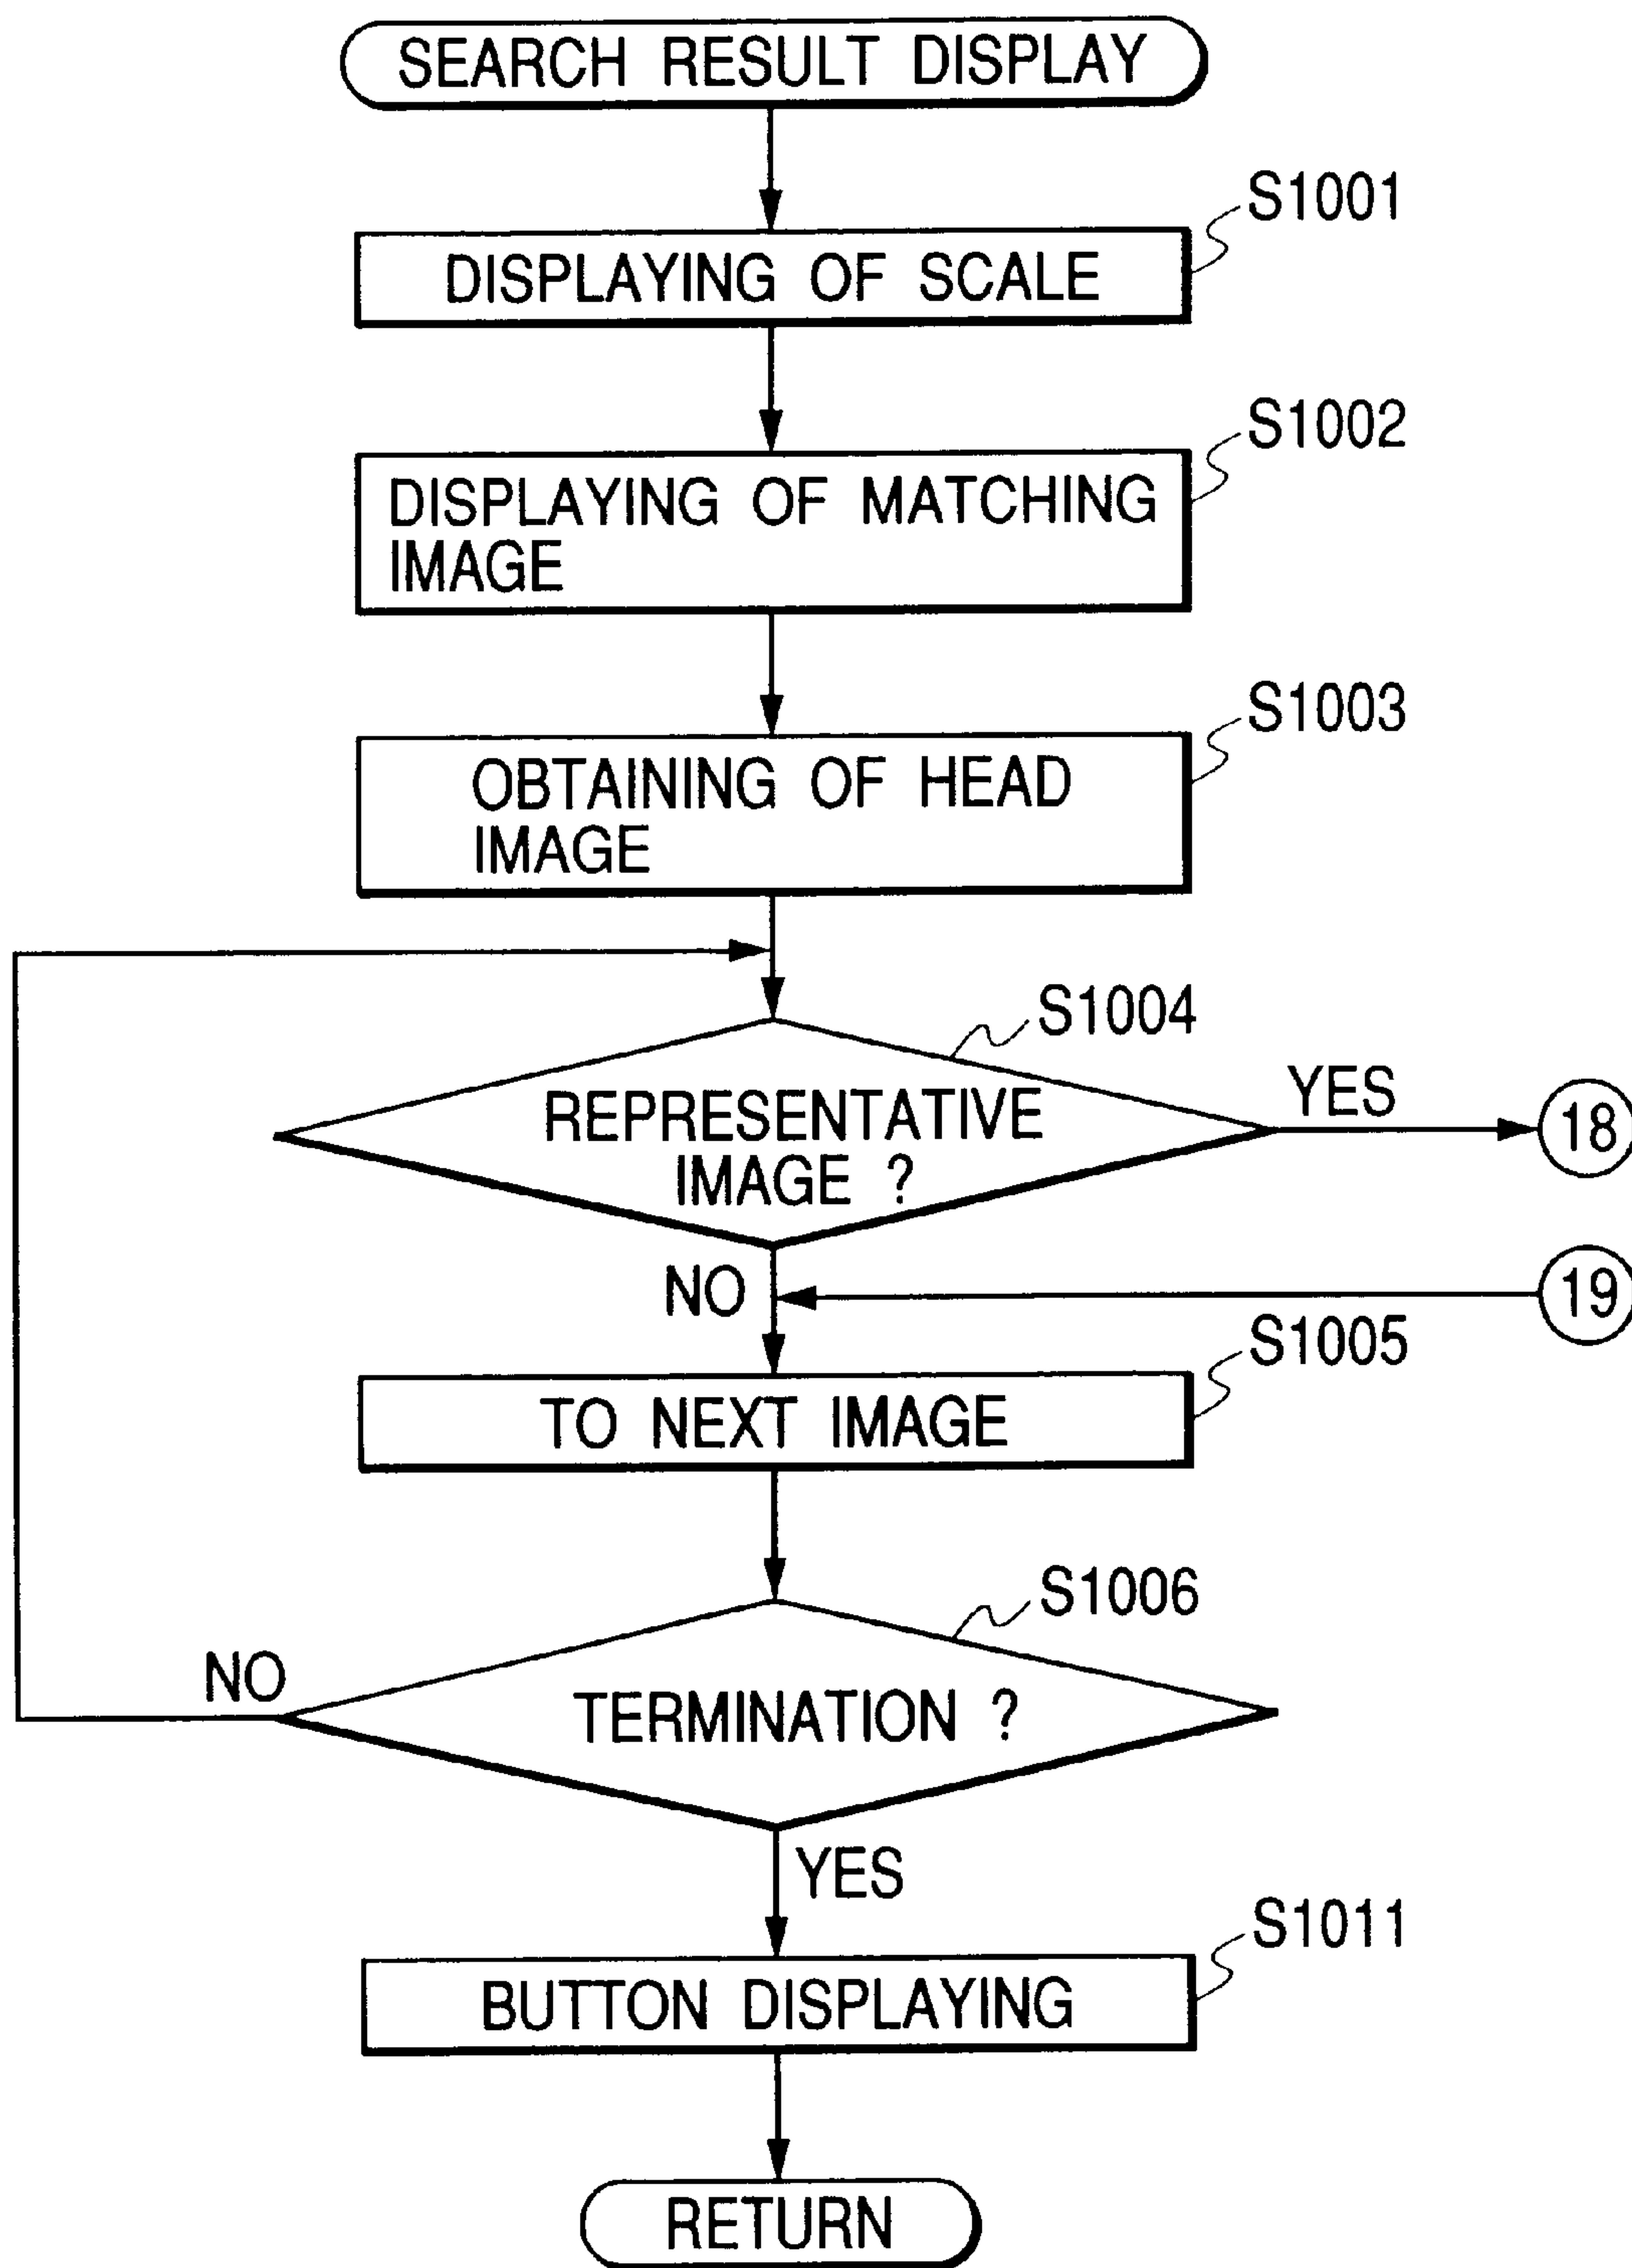 SEARCH RESULT DISPLAY
S1001
DISPLAYING OF SCALE
S1002
DISPLAYING OF MATCHING
IMAGE
S1003
OBTAINING OF HEAD
IMAGE
S1004
REPRESENTATIVE
IMAGE ?
YES
18
NO
19
S1005
TO NEXT IMAGE
S1006
NO
TERMINATION ?
YES
S1011
BUTTON DISPLAYING
RETURN